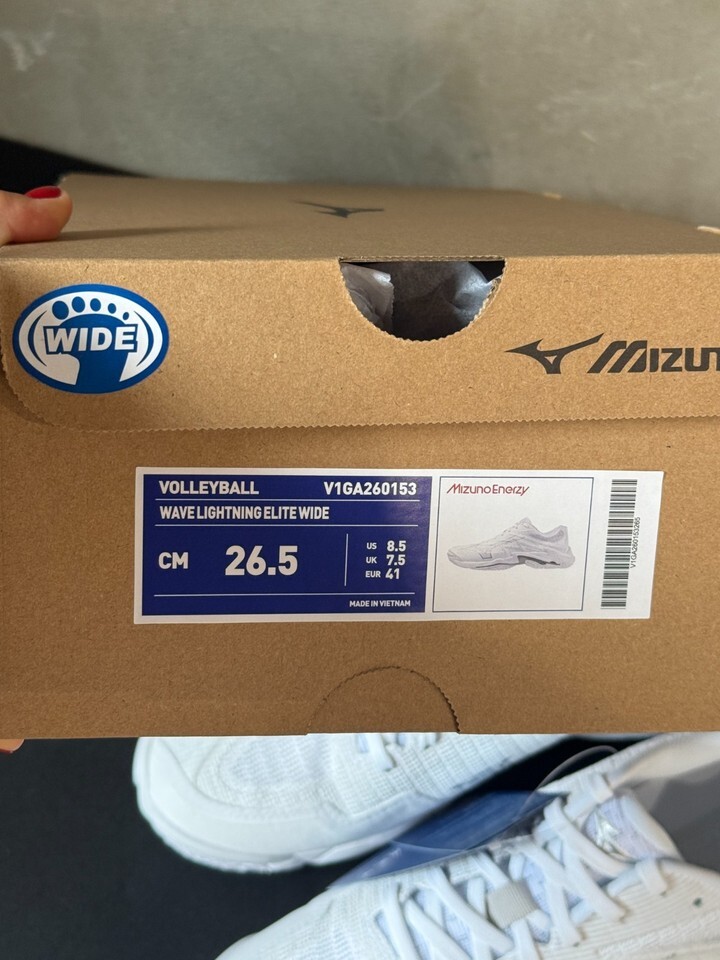 WIDE
MIZUN
VOLLEYBALL V1GA260153
WAVE LIGHTNING ELITE WIDE
CM 26.5
US 8.5
UK 7.5
EUR 41
MADE IN VIETNAM
MizunoEnerzy
V1GA260153265